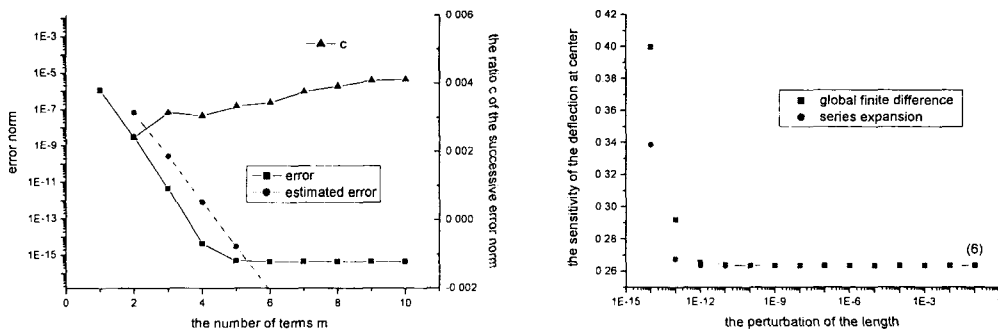 1E-3
1E-5
1E-7
1E-9
1E-11
1E-13
1E-15
error norm
0
2
4
6
8
10
the number of terms m
0 006
0.004
0 002
0 000
-0 002
the ratio c of the successive error norm
c
error
estimated error
0 42
0.40
0 38
0.36
0 34
0 32
0 30
0 28
0 26
the sensitivity of the deflection at center
1E-15
1E-12
1E-9
1E-6
1E-3
the perturbation of the length
global finite difference
series expansion
(6)